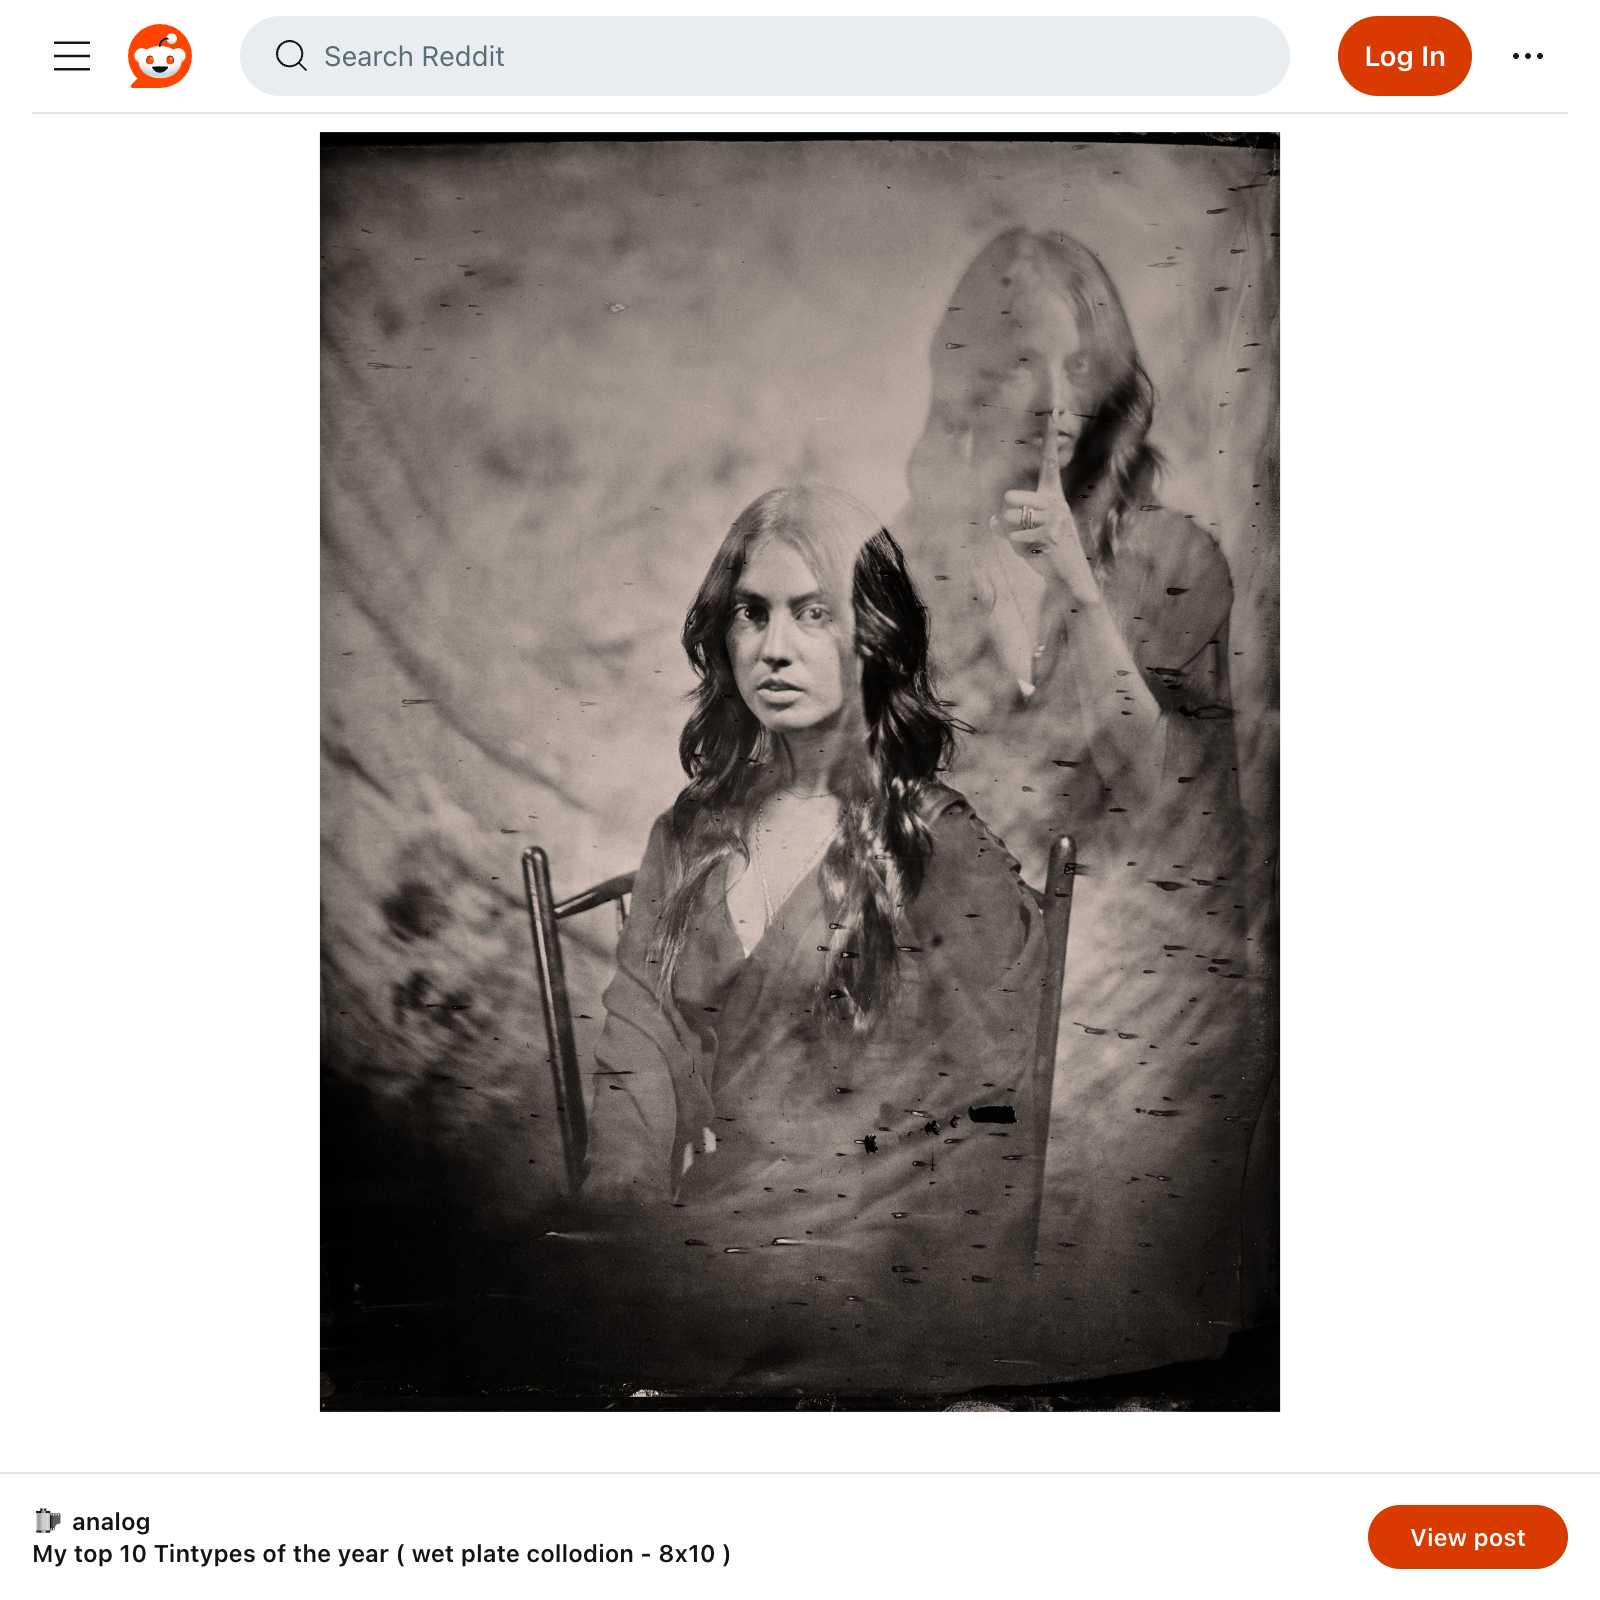 Search Reddit
Log In
analog
My top 10 Tintypes of the year ( wet plate collodion - 8x10 )
View post